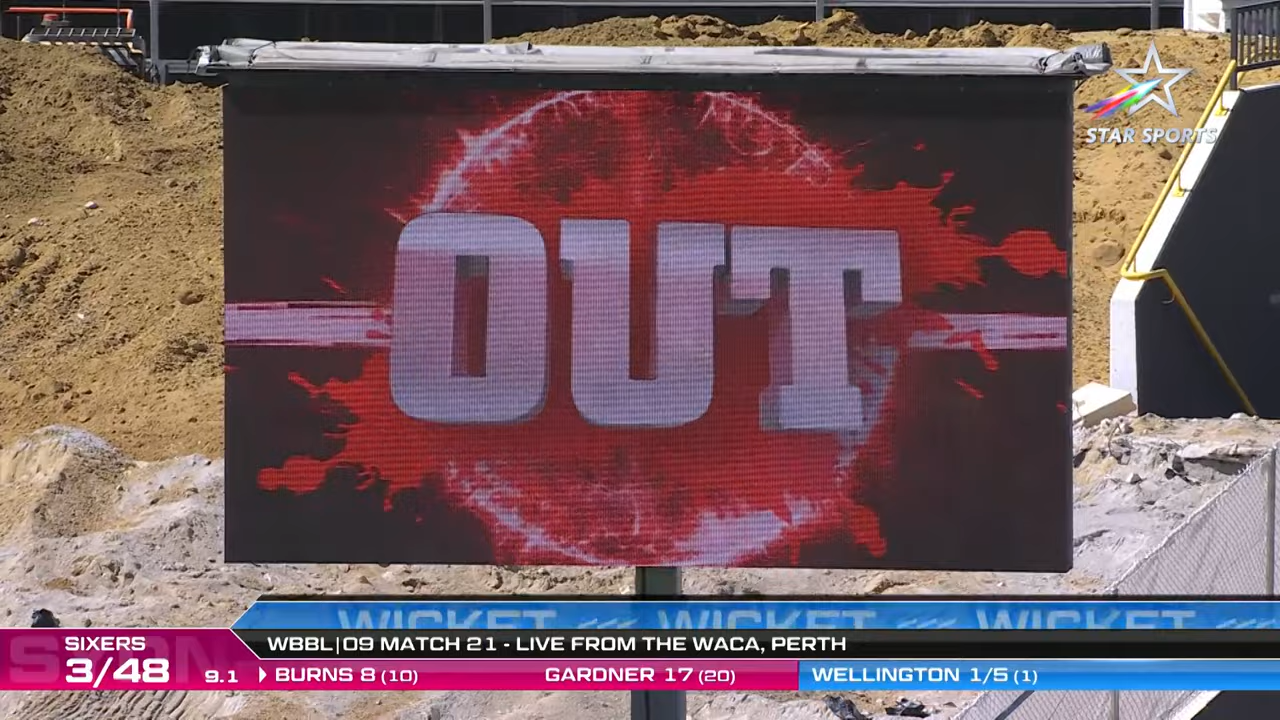 STAR SPORTS
OUT
WICKET <<< WICKET <<< WICKET <<<
SIXERS
3/48 9.1
WBBL|09 MATCH 21 - LIVE FROM THE WACA, PERTH
BURNS 8 (10) GARDNER 17 (20) WELLINGTON 1/5 (1)